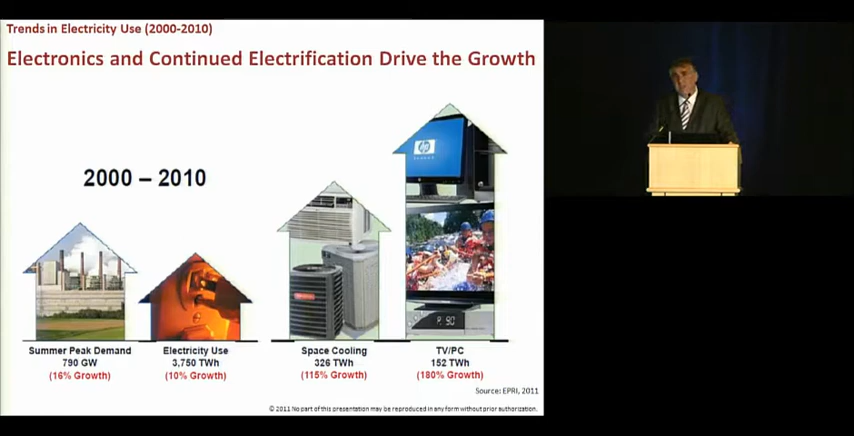 Trends in Electricity Use (2000-2010)
Electronics and Continued Electrification Drive the Growth
2000 – 2010
hp
Summer Peak Demand
790 GW
(16% Growth)
Electricity Use
3,750 TWh
(10% Growth)
Space Cooling
326 TWh
(115% Growth)
TV/PC
152 TWh
(180% Growth)
Source: EPRI, 2011
© 2011 No part of this presentation may be reproduced in any form without prior authorization.